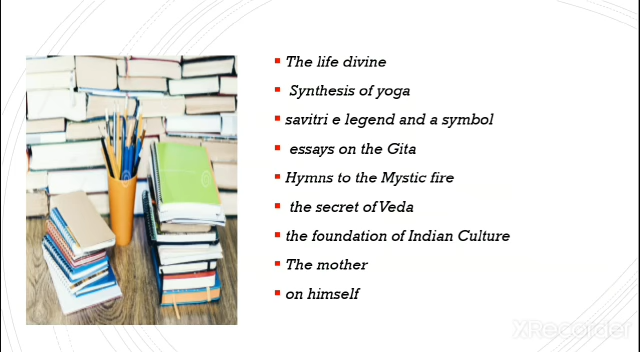 The life divine
Synthesis of yoga
savitri e legend and a symbol
essays on the Gita
Hymns to the Mystic fire
the secret of Veda
the foundation of Indian Culture
The mother
on himself
XRecorder